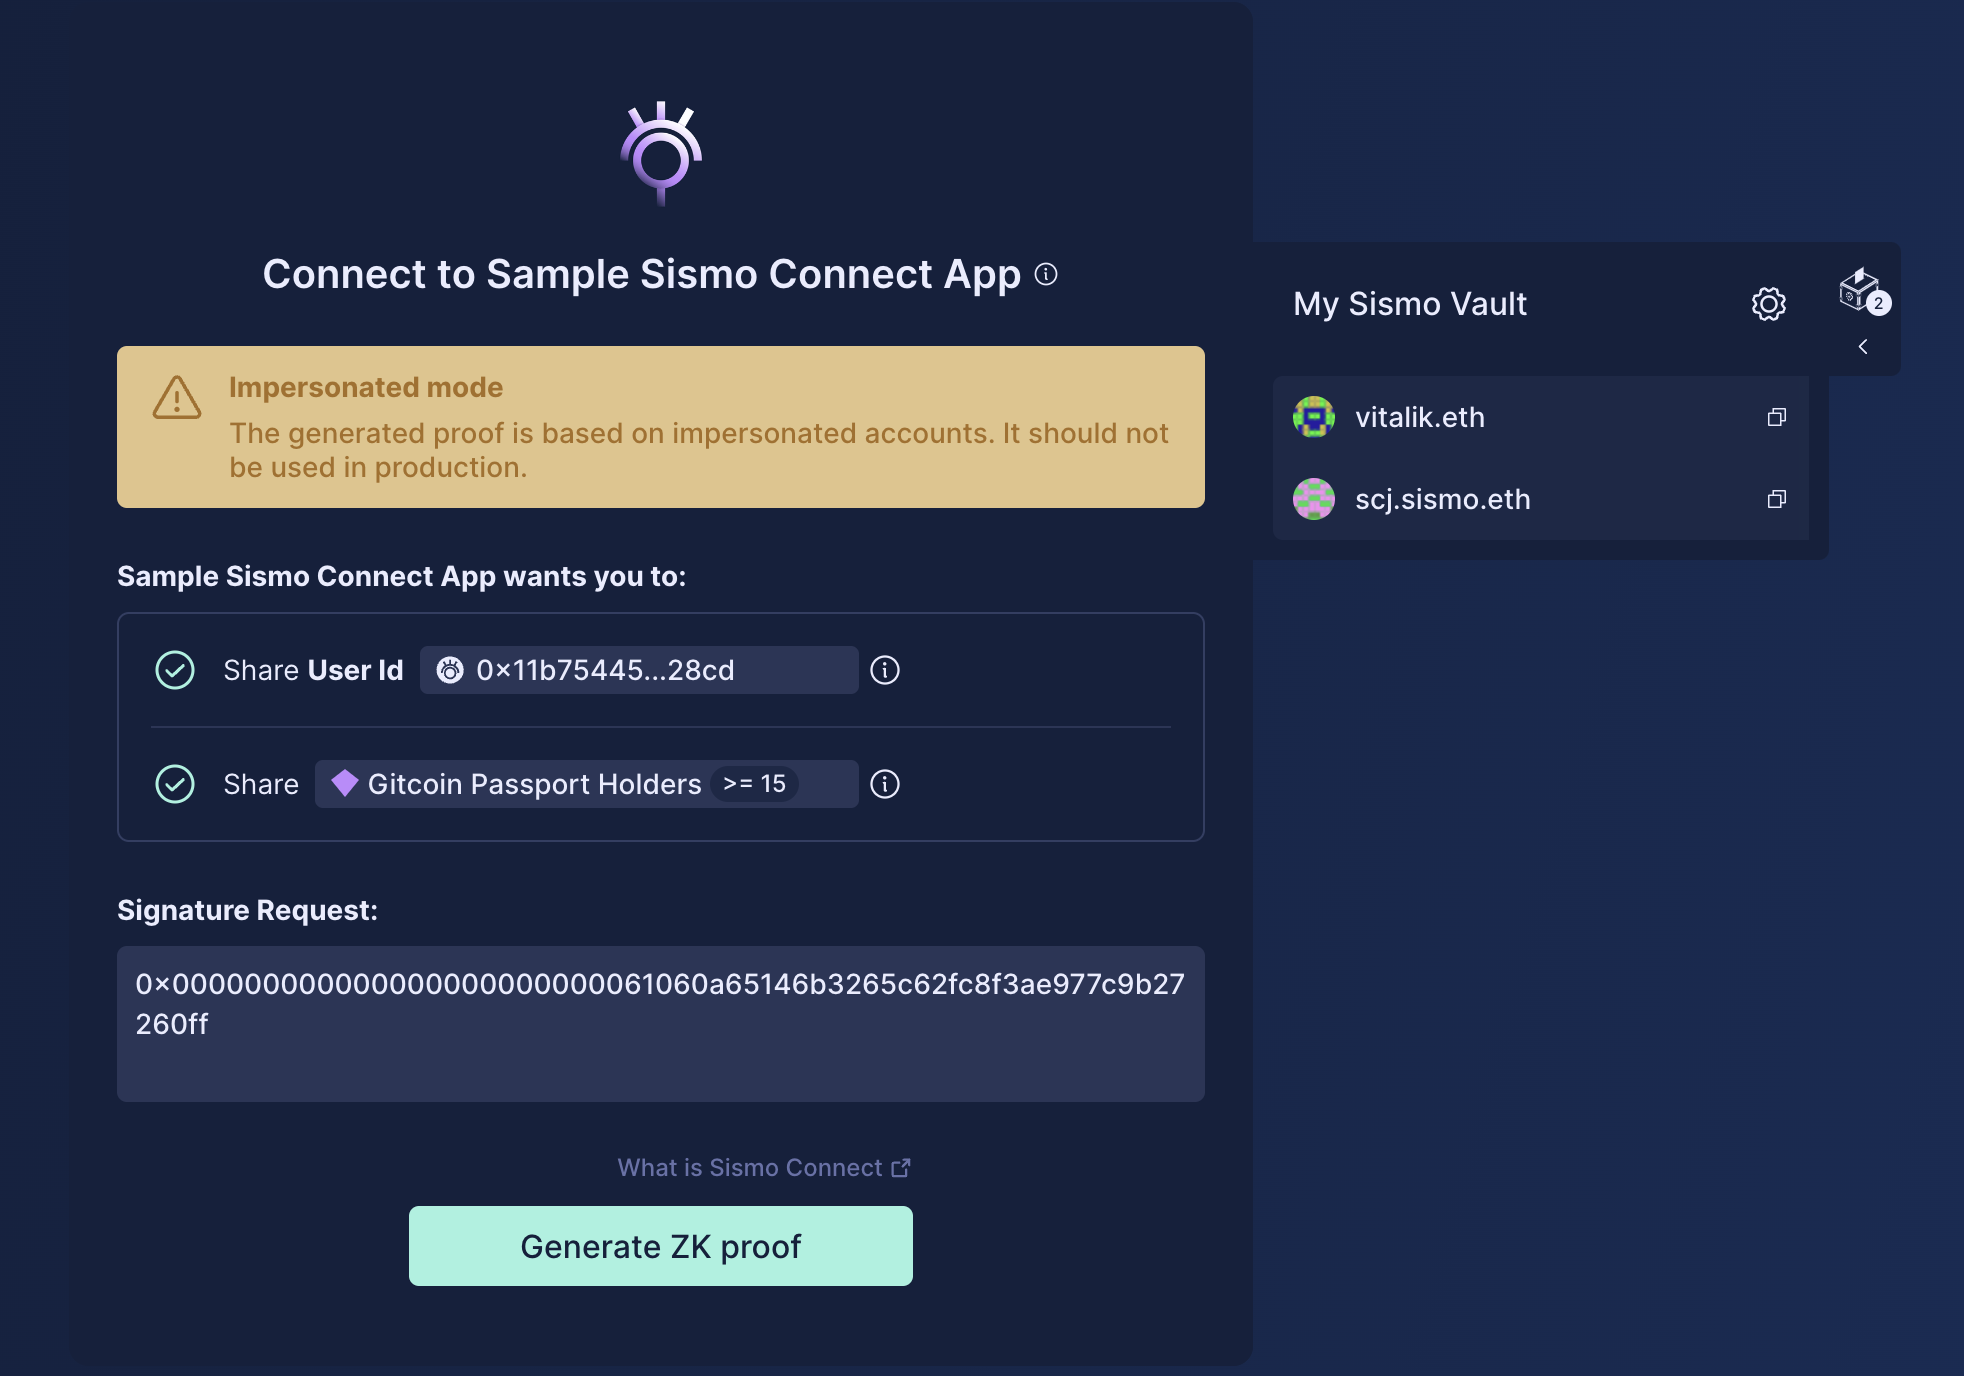 Connect to Sample Sismo Connect App
Impersonated mode
The generated proof is based on impersonated accounts. It should not
be used in production.
Sample Sismo Connect App wants you to:
Share User Id 0x11b75445...28cd
Share Gitcoin Passport Holders >= 15
Signature Request:
0x00000000000000000000000061060a65146b3265c62fc8f3ae977c9b27
260ff
What is Sismo Connect
Generate ZK proof
My Sismo Vault
2
vitalik.eth
scj.sismo.eth